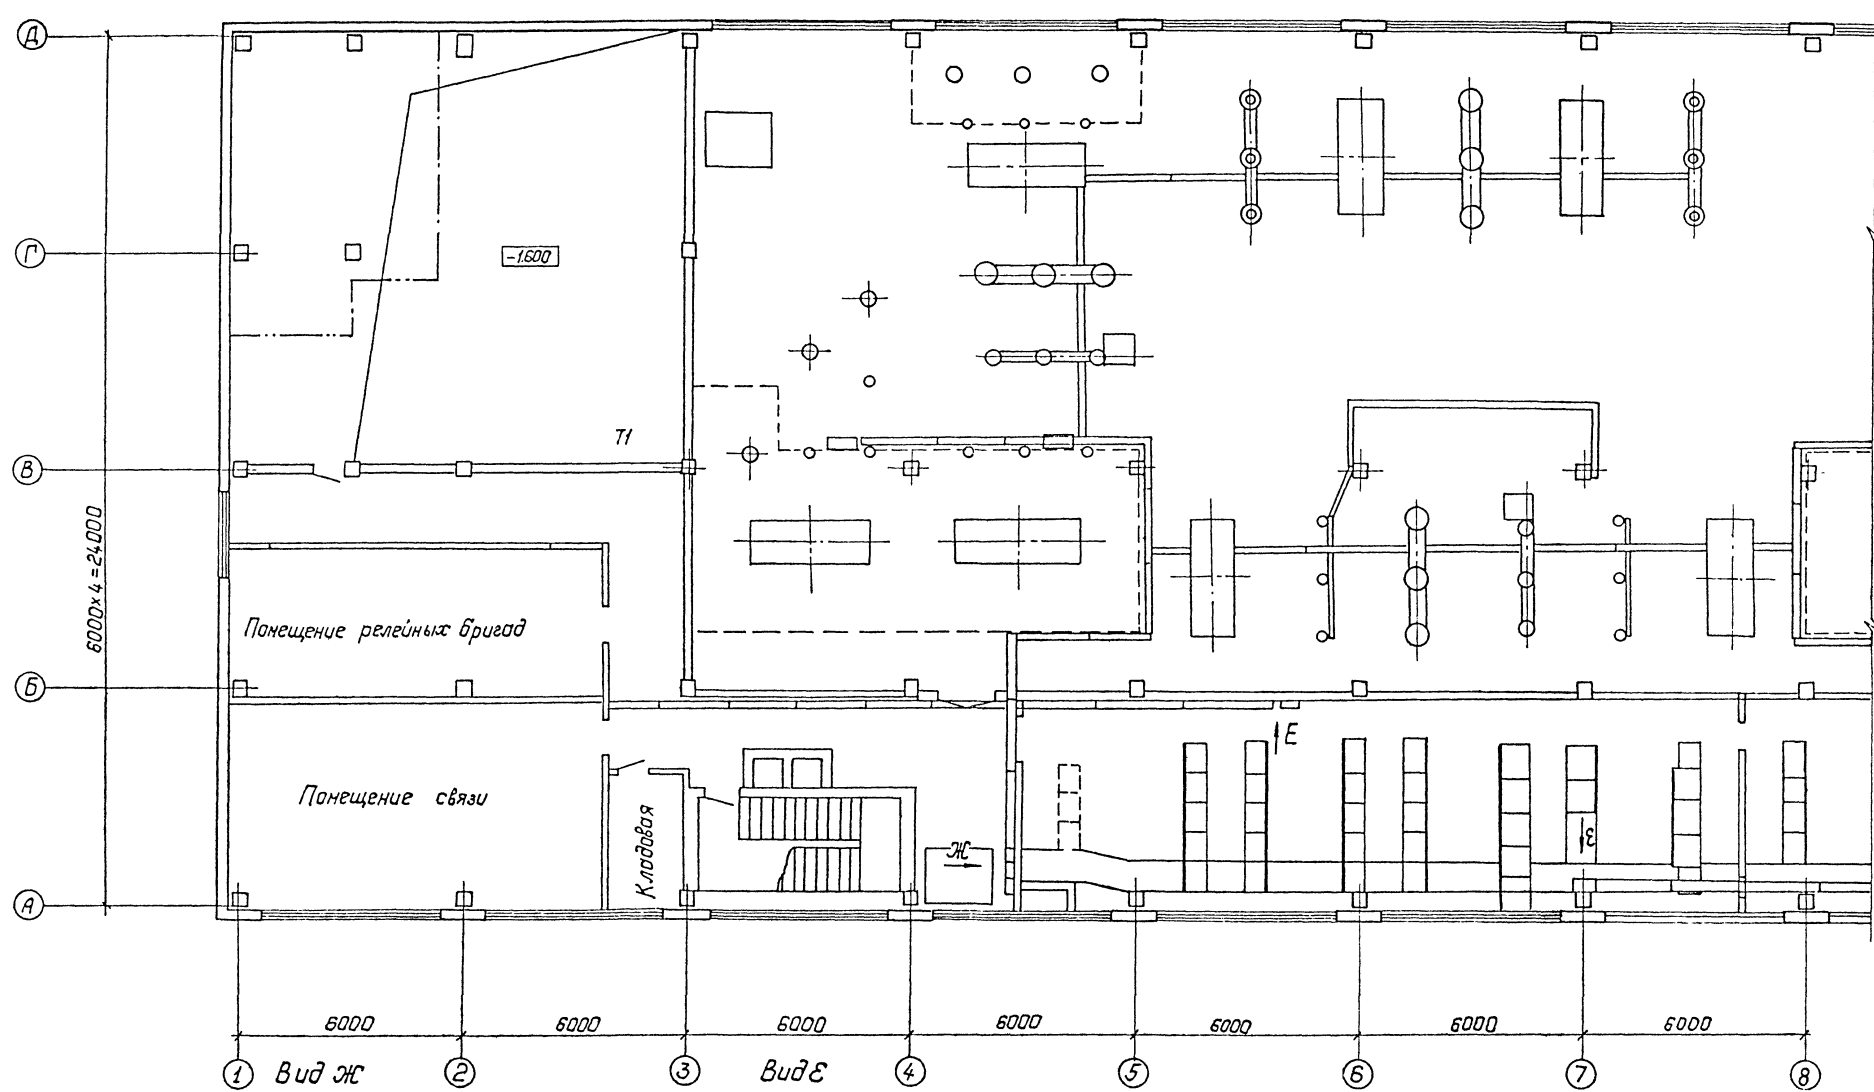 Д
Г
-1.600
Т1
В
6000x4=24000
Помещение релейных бригад
Б
Е
Помещение связи
Кладовая
Ж
Е
А
6000 6000 6000 6000 6000 6000 6000
1 2 3 4 5 6 7 8
Вид Ж Вид Е